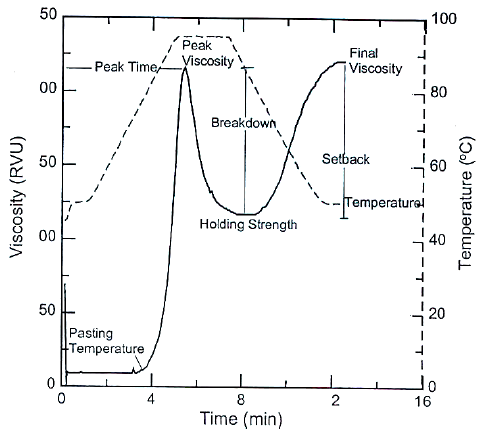 50
00
50
00
50
0
Viscosity (RVU)
100
80
60
40
20
0
Temperature (ºC)
Peak
Viscosity
Peak Time
Final
Viscosity
Breakdown
Setback
Temperature
Holding Strength
Pasting
Temperature
0
4
8
2
16
Time (min)